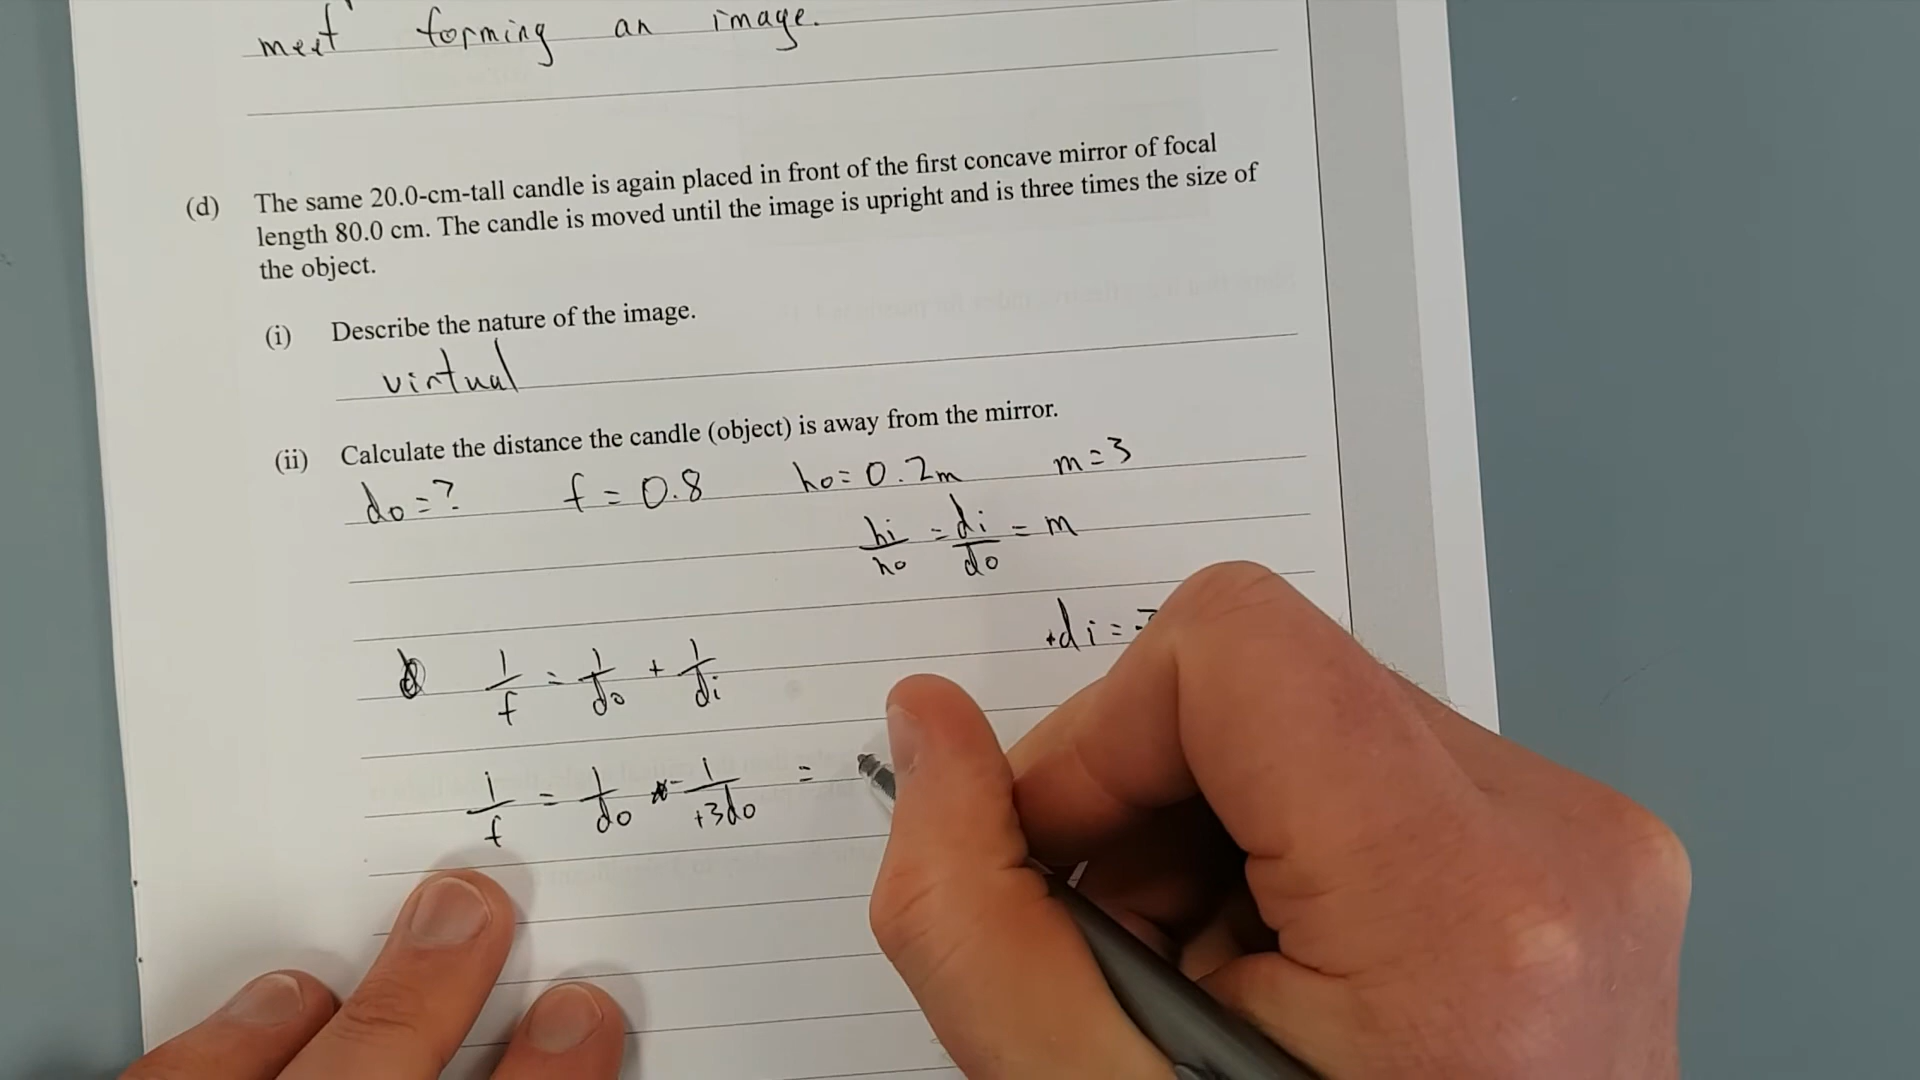 meet forming an image.
(d) The same 20.0-cm-tall candle is again placed in front of the first concave mirror of focal
length 80.0 cm. The candle is moved until the image is upright and is three times the size of
the object.
(i) Describe the nature of the image.
virtual
(ii) Calculate the distance the candle (object) is away from the mirror.
do = ? f = 0.8 ho = 0.2m m = 3
hi/ho = di/do = m
+di = -
1/f = 1/do + 1/di
1/f = 1/do - 1/+3do =